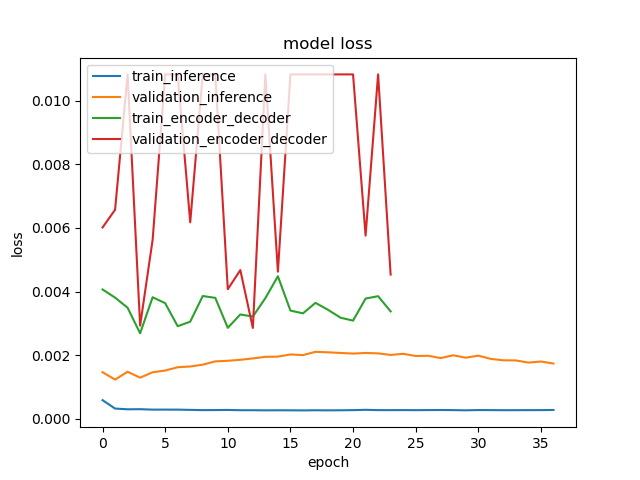 model loss
train_inference
validation_inference
train_encoder_decoder
validation_encoder_decoder
0.010
0.008
0.006
0.004
0.002
0.000
loss
0 5 10 15 20 25 30 35
epoch